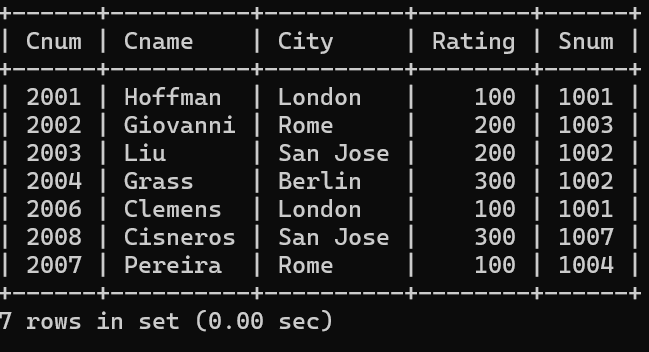 +------+----------+----------+--------+------+
| Cnum | Cname    | City     | Rating | Snum |
+------+----------+----------+--------+------+
| 2001 | Hoffman  | London   |    100 | 1001 |
| 2002 | Giovanni | Rome     |    200 | 1003 |
| 2003 | Liu      | San Jose |    200 | 1002 |
| 2004 | Grass    | Berlin   |    300 | 1002 |
| 2006 | Clemens  | London   |    100 | 1001 |
| 2008 | Cisneros | San Jose |    300 | 1007 |
| 2007 | Pereira  | Rome     |    100 | 1004 |
+------+----------+----------+--------+------+
7 rows in set (0.00 sec)